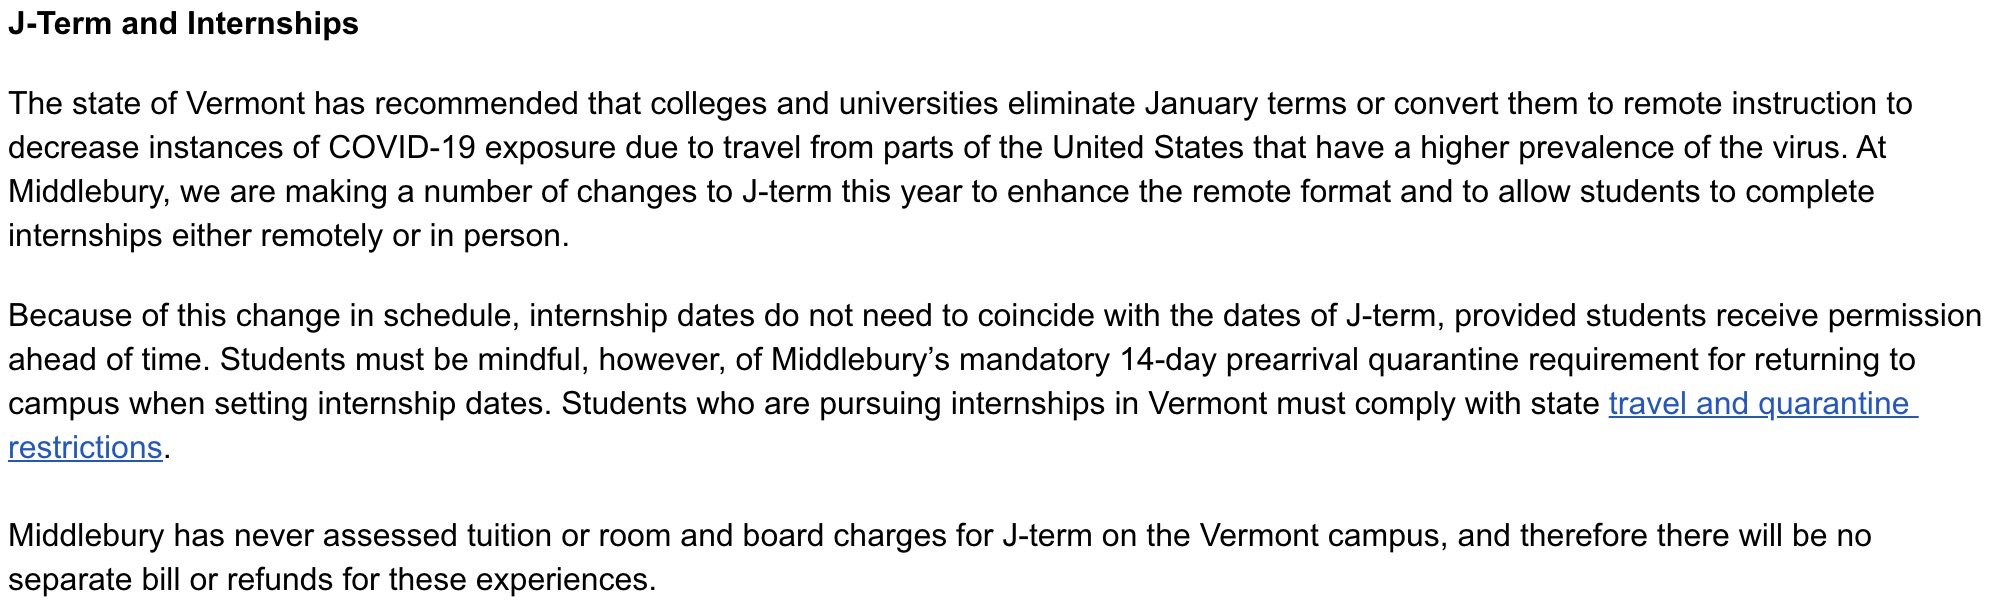 J-Term and Internships
The state of Vermont has recommended that colleges and universities eliminate January terms or convert them to remote instruction to
decrease instances of COVID-19 exposure due to travel from parts of the United States that have a higher prevalence of the virus. At
Middlebury, we are making a number of changes to J-term this year to enhance the remote format and to allow students to complete
internships either remotely or in person.
Because of this change in schedule, internship dates do not need to coincide with the dates of J-term, provided students receive permission
ahead of time. Students must be mindful, however, of Middlebury’s mandatory 14-day prearrival quarantine requirement for returning to
campus when setting internship dates. Students who are pursuing internships in Vermont must comply with state travel and quarantine
restrictions.
Middlebury has never assessed tuition or room and board charges for J-term on the Vermont campus, and therefore there will be no
separate bill or refunds for these experiences.